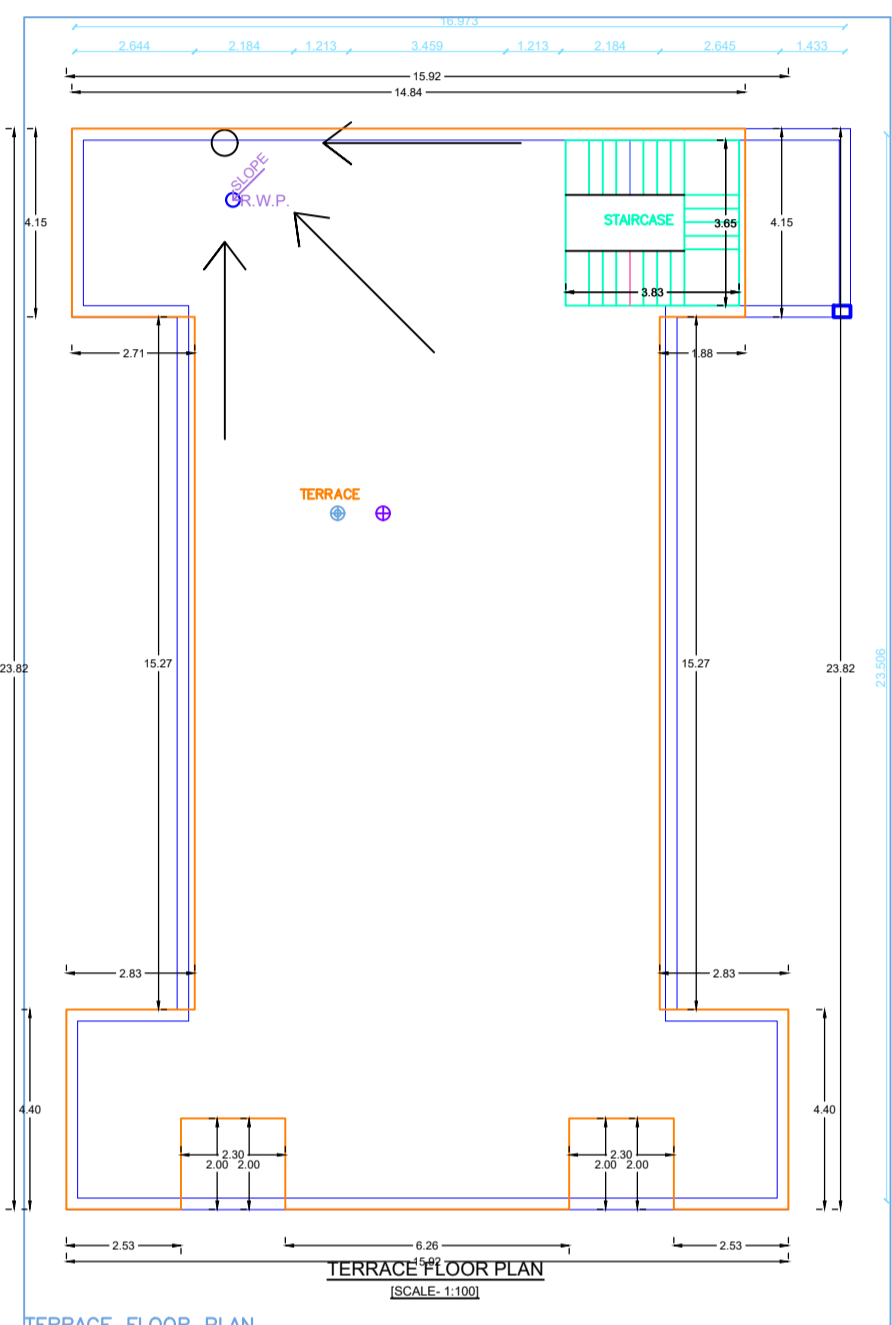 16.973
2.644 2.184 1.213 3.459 1.213 2.184 2.645 1.433
15.92
14.84
SLOPE
R.W.P.
STAIRCASE
4.15 3.65 4.15
3.83
2.71 1.88
TERRACE
15.27 15.27
23.82 23.82
23.506
2.83 2.83
4.40 4.40
2.30 2.30
2.00 2.00 2.00 2.00
2.53 6.26 2.53
15.92
TERRACE FLOOR PLAN
[SCALE- 1:100]
TERRACE FLOOR PLAN